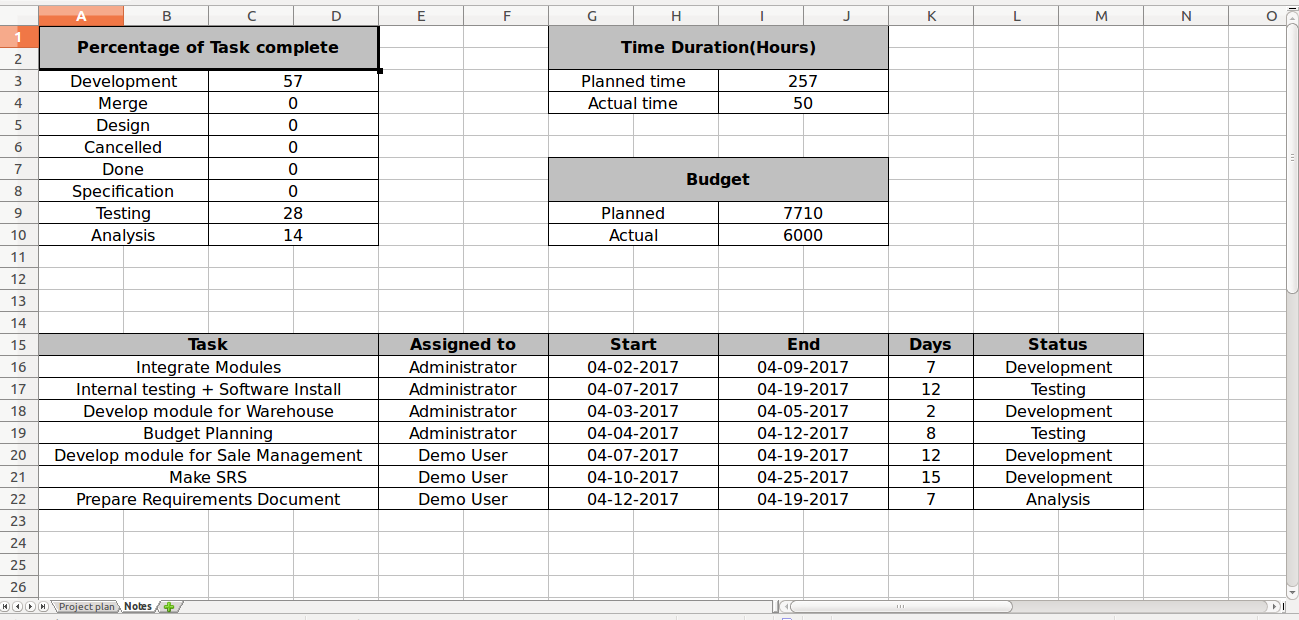 A B C D E F G H I J K L M N O
1 Percentage of Task complete Time Duration(Hours)
2
3 Development 57 Planned time 257
4 Merge 0 Actual time 50
5 Design 0
6 Cancelled 0
7 Done 0 Budget
8 Specification 0
9 Testing 28 Planned 7710
10 Analysis 14 Actual 6000
11
12
13
14
15 Task Assigned to Start End Days Status
16 Integrate Modules Administrator 04-02-2017 04-09-2017 7 Development
17 Internal testing + Software Install Administrator 04-07-2017 04-19-2017 12 Testing
18 Develop module for Warehouse Administrator 04-03-2017 04-05-2017 2 Development
19 Budget Planning Administrator 04-04-2017 04-12-2017 8 Testing
20 Develop module for Sale Management Demo User 04-07-2017 04-19-2017 12 Development
21 Make SRS Demo User 04-10-2017 04-25-2017 15 Development
22 Prepare Requirements Document Demo User 04-12-2017 04-19-2017 7 Analysis
23
24
25
26
Project plan Notes